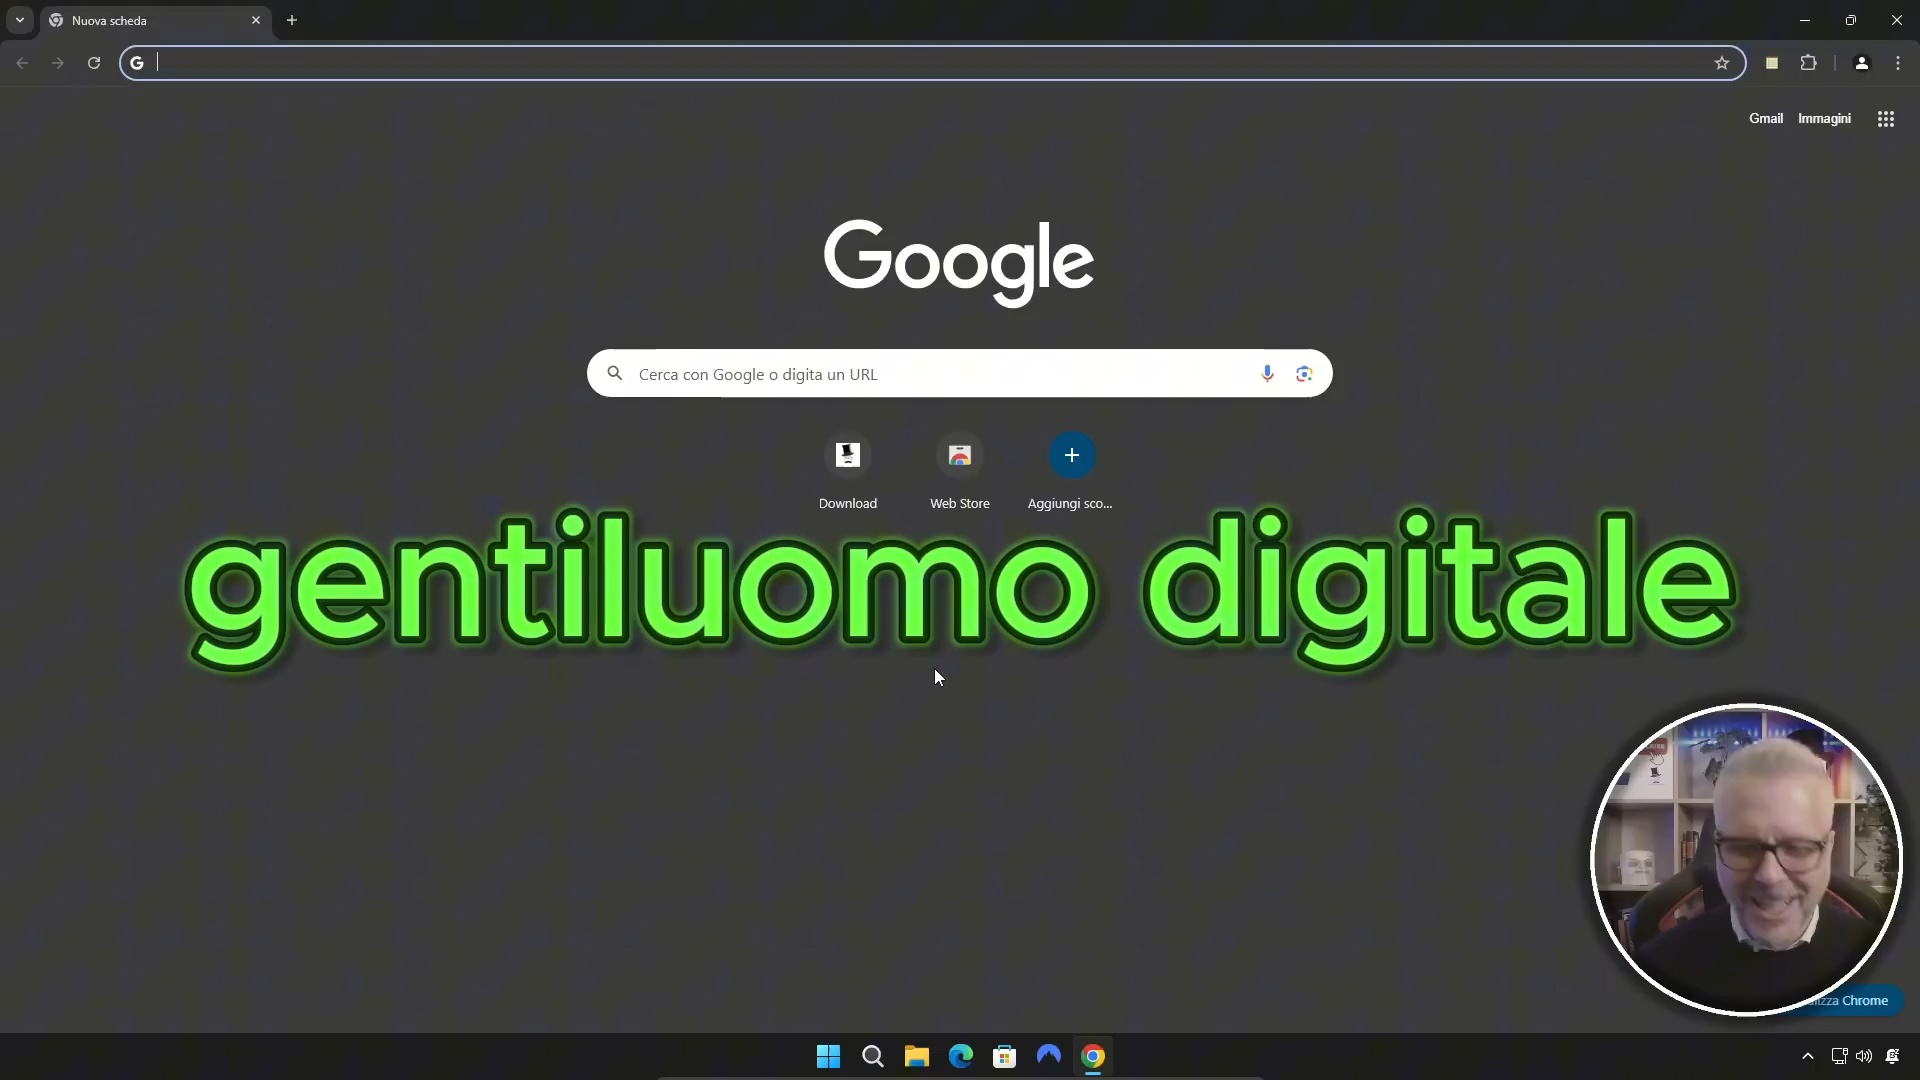 Nuova scheda
Gmail Immagini
Google
Cerca con Google o digita un URL
Download Web Store Aggiungi sco...
gentiluomo digitale
Chrome